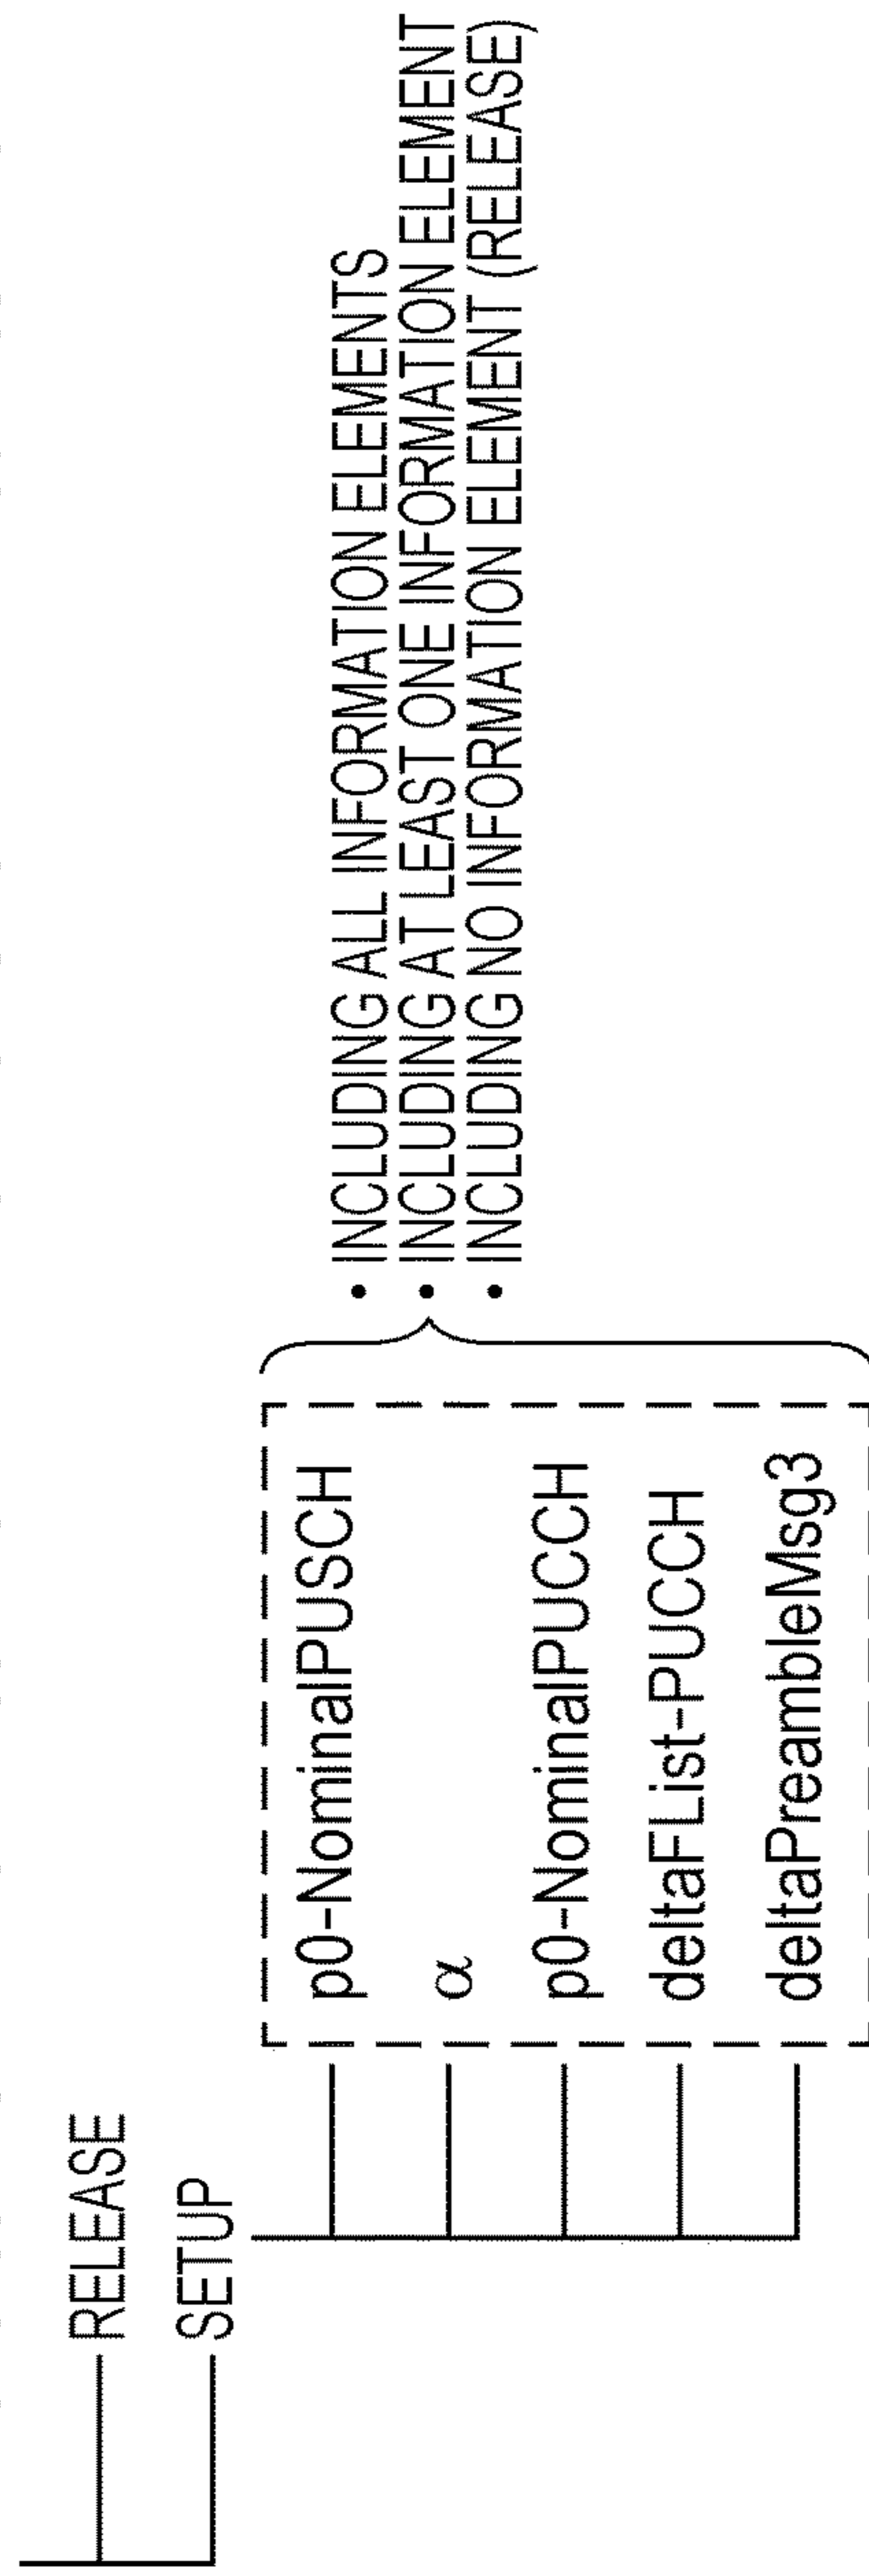 RELEASE
SETUP
p0-NominalPUSCH
α
p0-NominalPUCCH
deltaFList-PUCCH
deltaPreambleMsg3
• INCLUDING ALL INFORMATION ELEMENTS
• INCLUDING AT LEAST ONE INFORMATION ELEMENT
• INCLUDING NO INFORMATION ELEMENT (RELEASE)